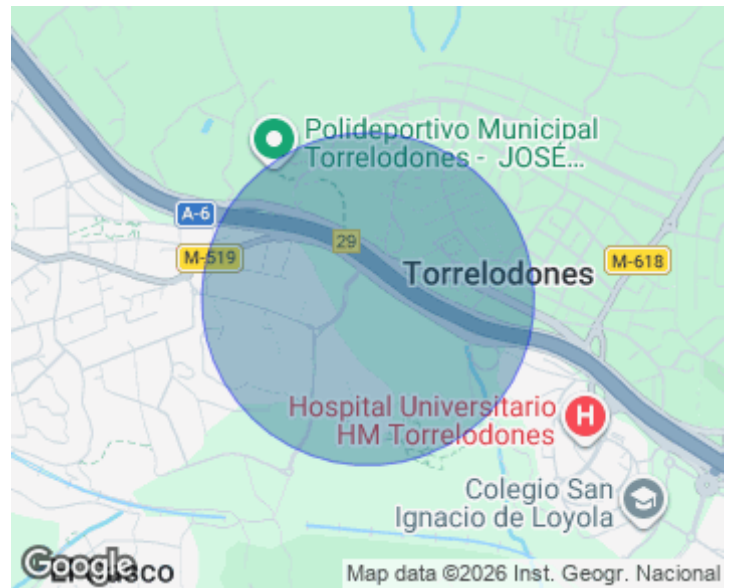 Polideportivo Municipal
Torrelodones - JOSÉ...
A-6
29
M-519
Torrelodones
M-618
Hospital Universitario
HM Torrelodones
H
Colegio San
Ignacio de Loyola
Google
Map data ©2026 Inst. Geogr. Nacional